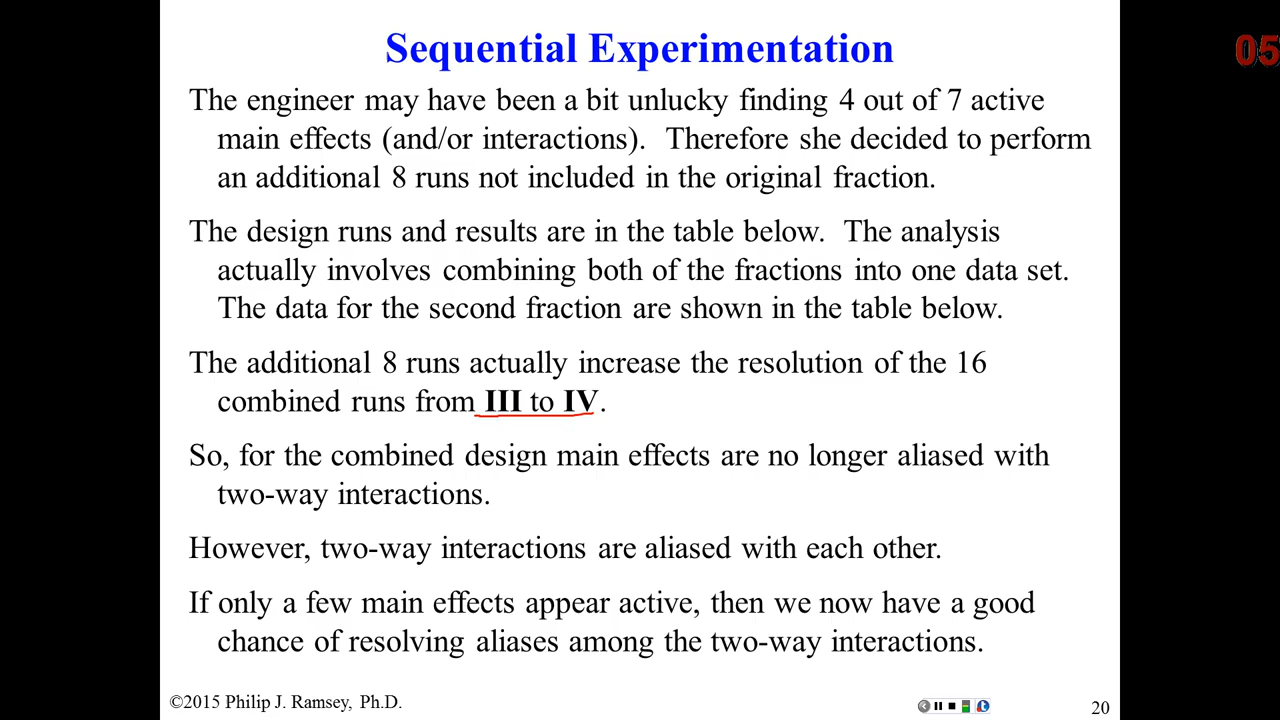 Sequential Experimentation
05
The engineer may have been a bit unlucky finding 4 out of 7 active
main effects (and/or interactions). Therefore she decided to perform
an additional 8 runs not included in the original fraction.
The design runs and results are in the table below. The analysis
actually involves combining both of the fractions into one data set.
The data for the second fraction are shown in the table below.
The additional 8 runs actually increase the resolution of the 16
combined runs from III to IV.
So, for the combined design main effects are no longer aliased with
two-way interactions.
However, two-way interactions are aliased with each other.
If only a few main effects appear active, then we now have a good
chance of resolving aliases among the two-way interactions.
©2015 Philip J. Ramsey, Ph.D.
20